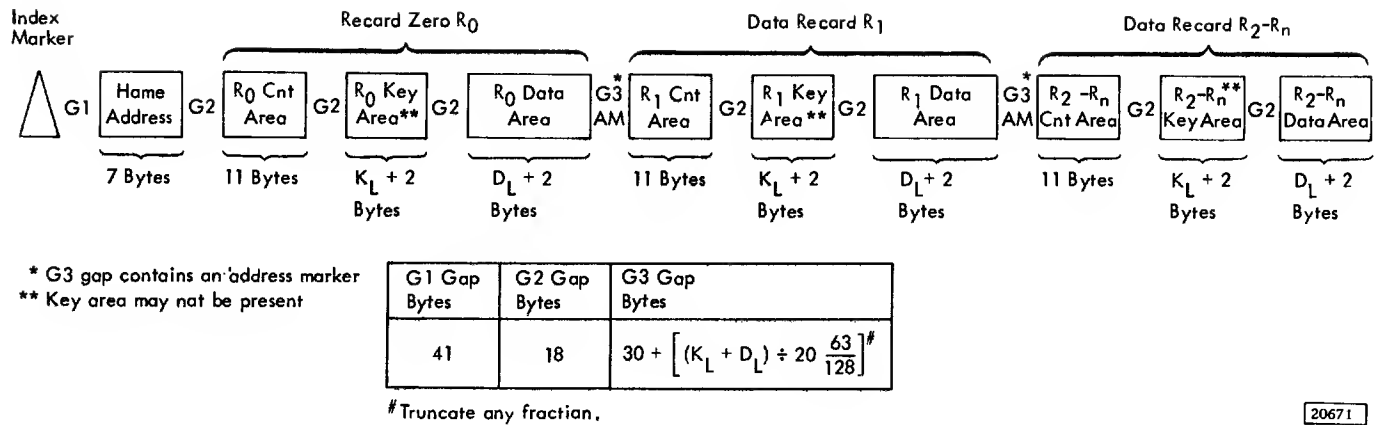 Index
Marker
Record Zero R0
Data Record R1
Data Record R2-Rn
G1
Hame
Address
G2
R0 Cnt
Area
G2
R0 Key
Area**
G2
R0 Data
Area
*
G3
AM
R1 Cnt
Area
G2
R1 Key
Area**
G2
R1 Data
Area
*
G3
AM
R2 -Rn
Cnt Area
G2
R2-Rn**
Key Area
G2
R2-Rn
Data Area
7 Bytes
11 Bytes
KL + 2
Bytes
DL + 2
Bytes
11 Bytes
KL + 2
Bytes
DL + 2
Bytes
11 Bytes
KL + 2
Bytes
DL + 2
Bytes
* G3 gap contains an address marker
** Key area may nat be present
G1 Gap
Bytes
G2 Gap
Bytes
G3 Gap
Bytes
41
18
30 + [(KL + DL) ÷ 20 63/128]#
#Truncate any fraction.
20671